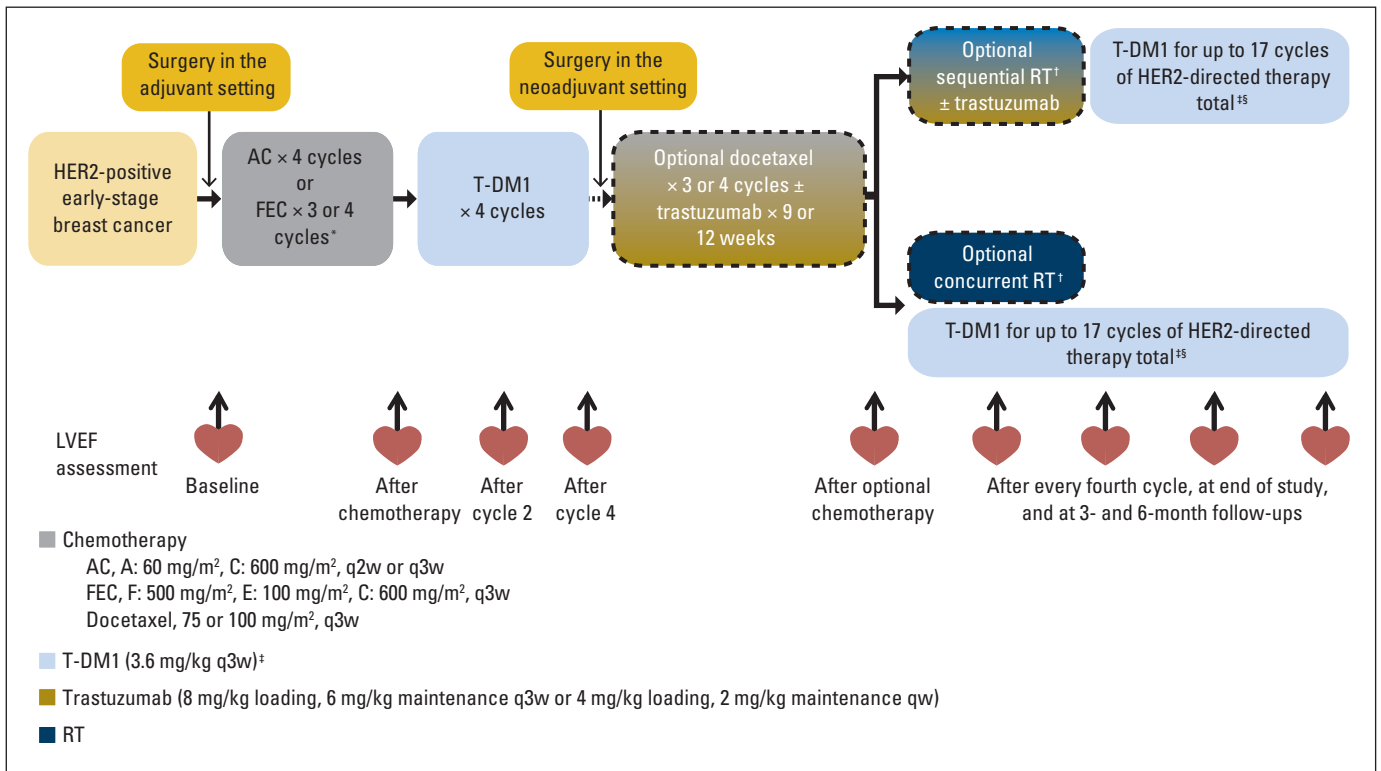 Surgery in the
adjuvant setting
Surgery in the
neoadjuvant setting
Optional
sequential RT†
± trastuzumab
T-DM1 for up to 17 cycles
of HER2-directed therapy
total‡§
HER2-positive
early-stage
breast cancer
AC × 4 cycles
or
FEC × 3 or 4
cycles*
T-DM1
× 4 cycles
Optional docetaxel
× 3 or 4 cycles ±
trastuzumab × 9 or
12 weeks
Optional
concurrent RT†
T-DM1 for up to 17 cycles of HER2-directed
therapy total‡§
LVEF
assessment
Baseline
After
chemotherapy
After
cycle 2
After
cycle 4
After optional
chemotherapy
After every fourth cycle, at end of study,
and at 3- and 6-month follow-ups
Chemotherapy
AC, A: 60 mg/m², C: 600 mg/m², q2w or q3w
FEC, F: 500 mg/m², E: 100 mg/m², C: 600 mg/m², q3w
Docetaxel, 75 or 100 mg/m², q3w
T-DM1 (3.6 mg/kg q3w)‡
Trastuzumab (8 mg/kg loading, 6 mg/kg maintenance q3w or 4 mg/kg loading, 2 mg/kg maintenance qw)
RT